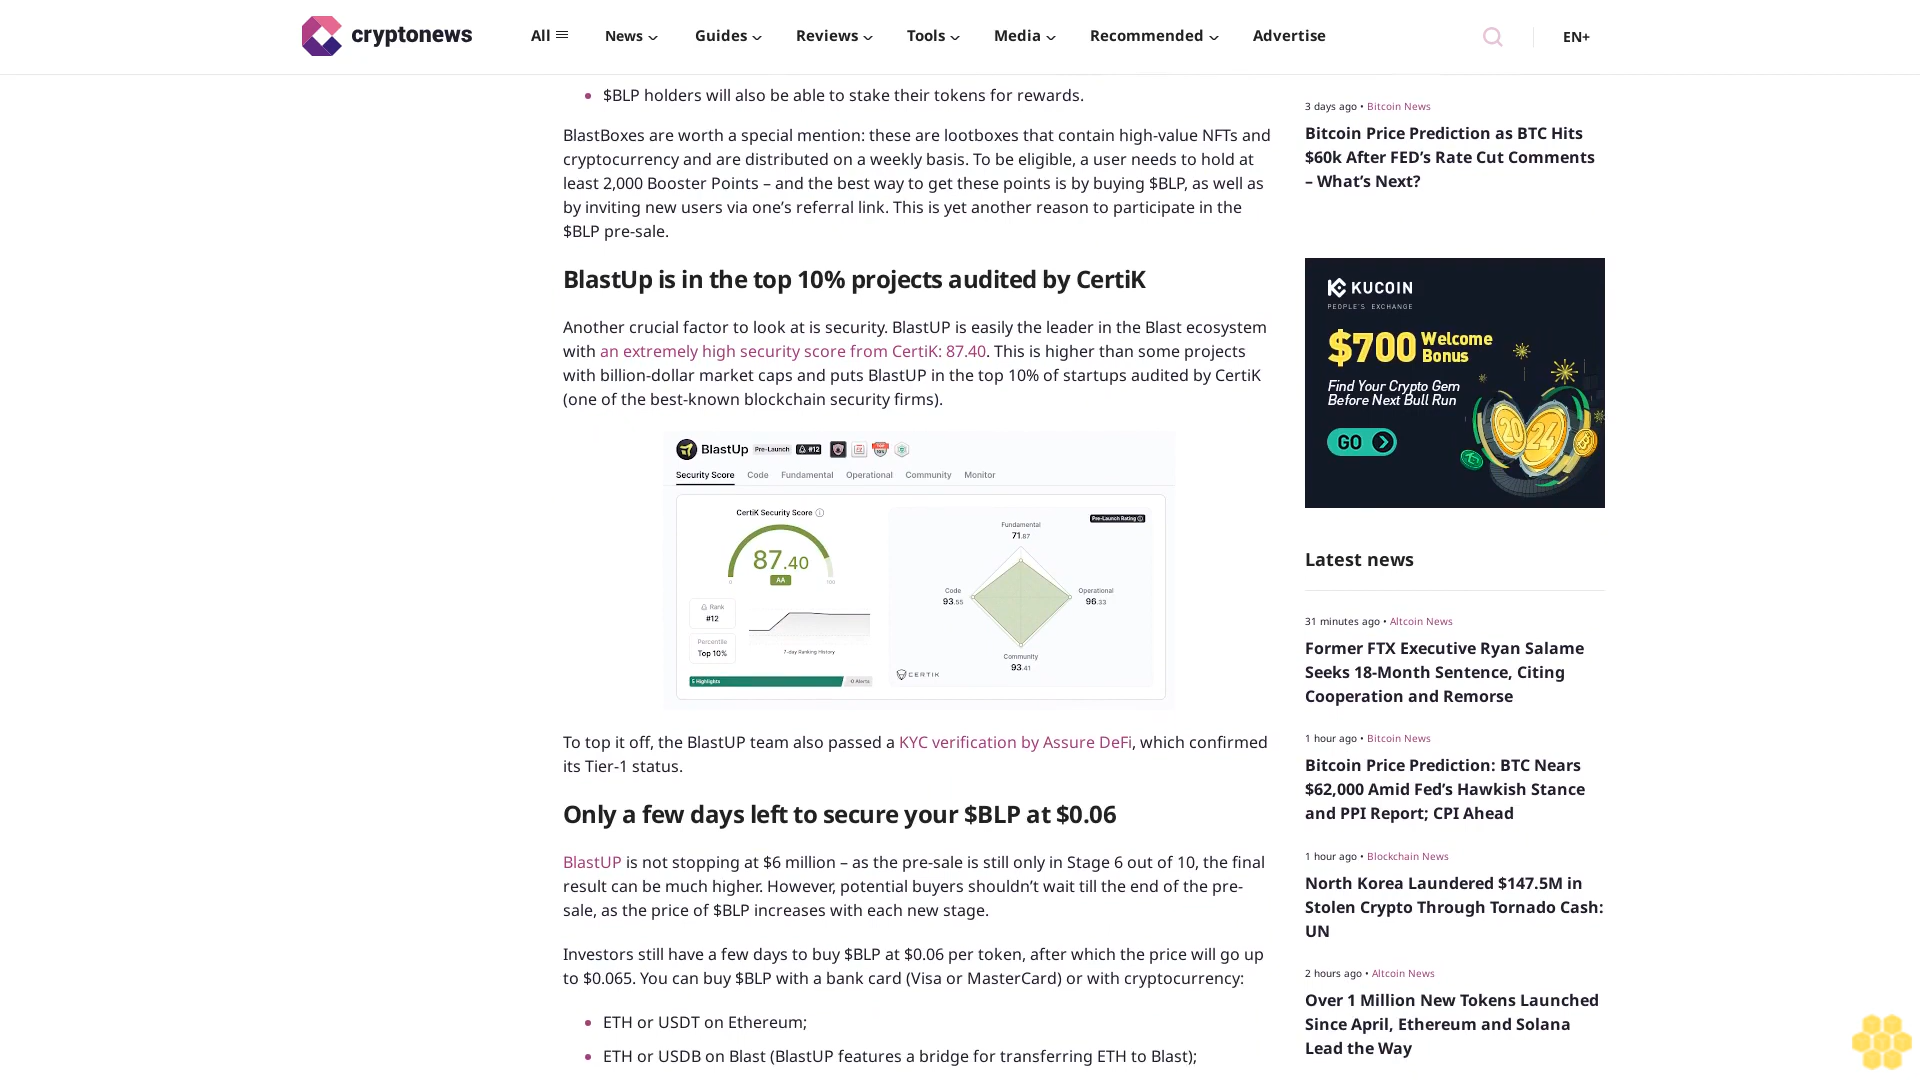 cryptonews
All
News
Guides
Reviews
Tools
Media
Recommended
Advertise
EN+
$BLP holders will also be able to stake their tokens for rewards.
BlastBoxes are worth a special mention: these are lootboxes that contain high-value NFTs and
cryptocurrency and are distributed on a weekly basis. To be eligible, a user needs to hold at
least 2,000 Booster Points – and the best way to get these points is by buying $BLP, as well as
by inviting new users via one’s referral link. This is yet another reason to participate in the
$BLP pre-sale.
BlastUp is in the top 10% projects audited by CertiK
Another crucial factor to look at is security. BlastUP is easily the leader in the Blast ecosystem
with an extremely high security score from CertiK: 87.40. This is higher than some projects
with billion-dollar market caps and puts BlastUP in the top 10% of startups audited by CertiK
(one of the best-known blockchain security firms).
BlastUp Pre-Launch #12
Security Score Code Fundamental Operational Community Monitor
CertiK Security Score
87.40
AA
0 100
Rank
#12
Percentile
Top 10%
7-day Ranking History
5 Highlights
0 Alerts
Pre-Launch Rating
Fundamental
71.87
Code
93.55
Operational
96.33
Community
93.41
CERTIK
To top it off, the BlastUP team also passed a KYC verification by Assure DeFi, which confirmed
its Tier-1 status.
Only a few days left to secure your $BLP at $0.06
BlastUP is not stopping at $6 million – as the pre-sale is still only in Stage 6 out of 10, the final
result can be much higher. However, potential buyers shouldn’t wait till the end of the pre-
sale, as the price of $BLP increases with each new stage.
Investors still have a few days to buy $BLP at $0.06 per token, after which the price will go up
to $0.065. You can buy $BLP with a bank card (Visa or MasterCard) or with cryptocurrency:
ETH or USDT on Ethereum;
ETH or USDB on Blast (BlastUP features a bridge for transferring ETH to Blast);
3 days ago • Bitcoin News
Bitcoin Price Prediction as BTC Hits
$60k After FED’s Rate Cut Comments
– What’s Next?
KUCOIN
PEOPLE'S EXCHANGE
$700 Welcome
Bonus
Find Your Crypto Gem
Before Next Bull Run
GO
20 24
Latest news
31 minutes ago • Altcoin News
Former FTX Executive Ryan Salame
Seeks 18-Month Sentence, Citing
Cooperation and Remorse
1 hour ago • Bitcoin News
Bitcoin Price Prediction: BTC Nears
$62,000 Amid Fed’s Hawkish Stance
and PPI Report; CPI Ahead
1 hour ago • Blockchain News
North Korea Laundered $147.5M in
Stolen Crypto Through Tornado Cash:
UN
2 hours ago • Altcoin News
Over 1 Million New Tokens Launched
Since April, Ethereum and Solana
Lead the Way